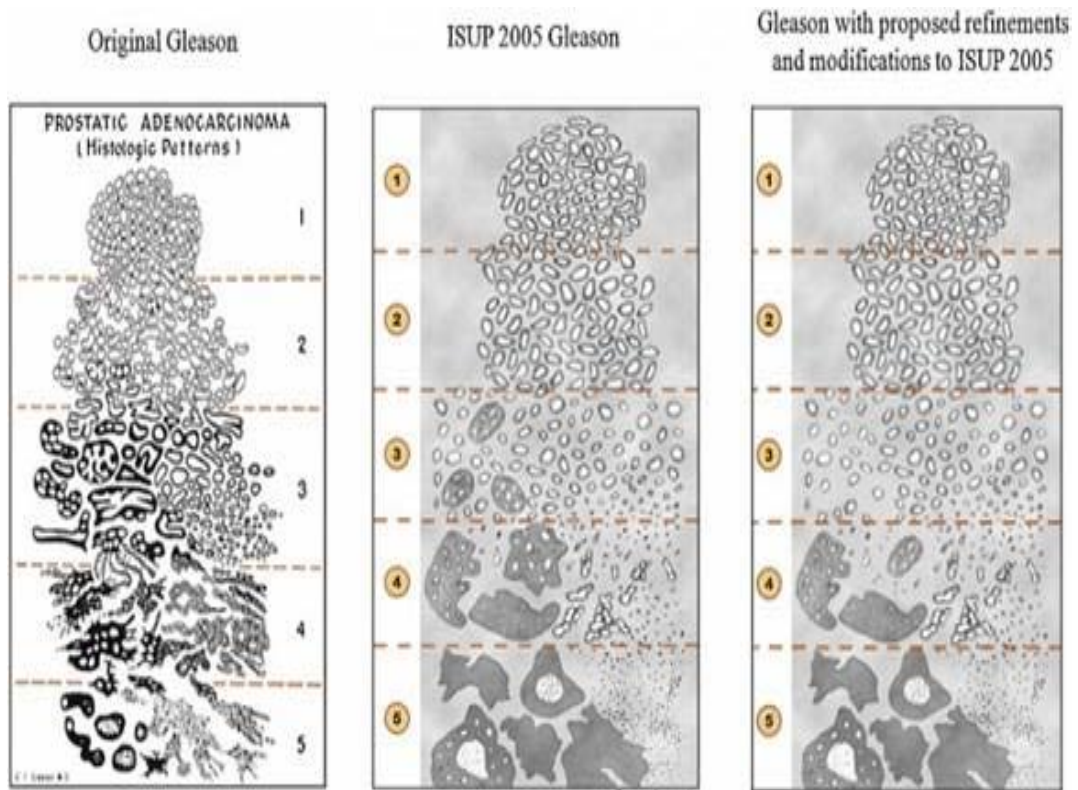 Original Gleason
ISUP 2005 Gleason
Gleason with proposed refinements
and modifications to ISUP 2005
PROSTATIC ADENOCARCINOMA
(Histologic Patterns)
1
2
3
4
5
1
2
3
4
5
1
2
3
4
5